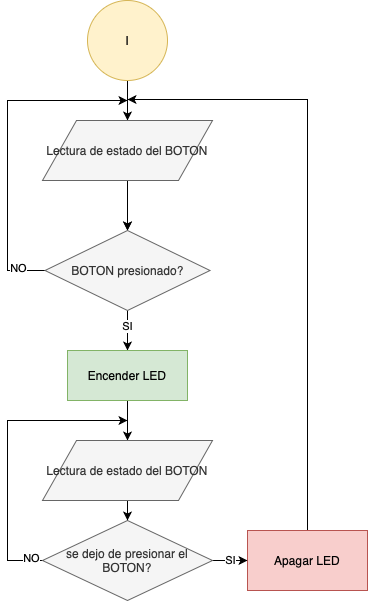 I
Lectura de estado del BOTON
BOTON presionado?
NO
SI
Encender LED
Lectura de estado del BOTON
se dejo de presionar el
BOTON?
NO
SI
Apagar LED